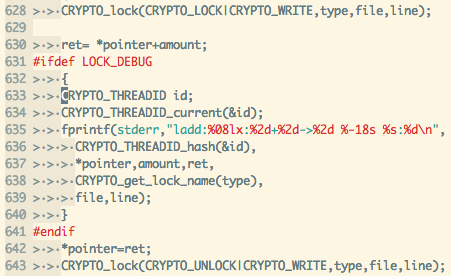 628 >·>·CRYPTO_lock(CRYPTO_LOCK|CRYPTO_WRITE,type,file,line);
629
630 >·>·ret= *pointer+amount;
631 #ifdef LOCK_DEBUG
632 >·>·{
633 >·>·CRYPTO_THREADID id;
634 >·>·CRYPTO_THREADID_current(&id);
635 >·>·fprintf(stderr,"ladd:%08lx:%2d+%2d->%2d %-18s %s:%d\n",
636 >·>·>·CRYPTO_THREADID_hash(&id),
637 >·>·>·*pointer,amount,ret,
638 >·>·>·CRYPTO_get_lock_name(type),
639 >·>·>·file,line);
640 >·>·}
641 #endif
642 >·>·*pointer=ret;
643 >·>·CRYPTO_lock(CRYPTO_UNLOCK|CRYPTO_WRITE,type,file,line);